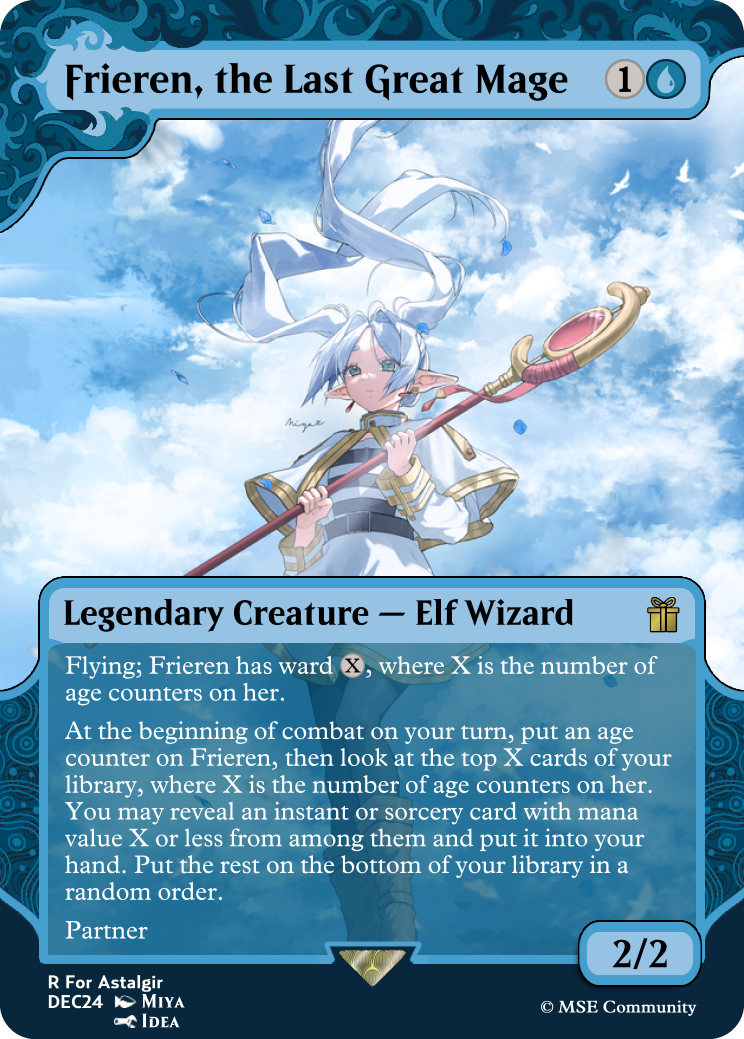 Frieren, the Last Great Mage 1
Legendary Creature — Elf Wizard
Flying; Frieren has ward X, where X is the number of
age counters on her.
At the beginning of combat on your turn, put an age
counter on Frieren, then look at the top X cards of your
library, where X is the number of age counters on her.
You may reveal an instant or sorcery card with mana
value X or less from among them and put it into your
hand. Put the rest on the bottom of your library in a
random order.
Partner
2/2
R For Astalgir
DEC24 Miya
Idea
© MSE Community